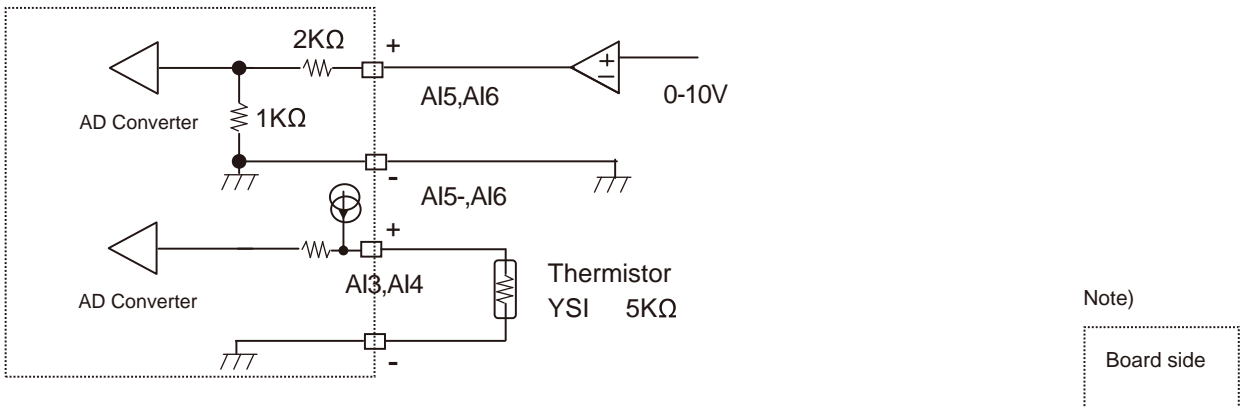 2KΩ
+
AI5,AI6
+
−
0-10V
AD Converter
1KΩ
-
AI5-,AI6
+
AI3,AI4
AD Converter
Thermistor
YSI 5KΩ
-
Note)
Board side